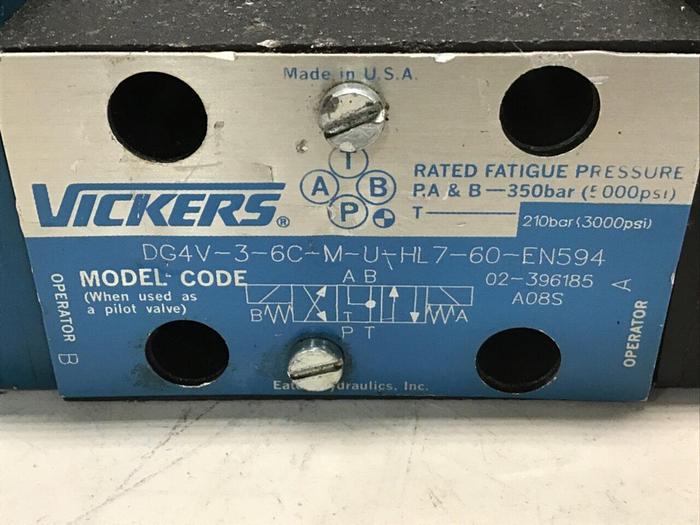 Made in U.S.A.
T
A B
P
VICKERS®
RATED FATIGUE PRESSURE
P.A & B—350bar (5000psi)
T— 210bar (3000psi)
DG4V-3-6C-M-U-HL7-60-EN594
MODEL CODE
(When used as
a pilot valve)
02-396185
A08S
A B
B T A
P T
OPERATOR B
OPERATOR A
Eaton Hydraulics, Inc.